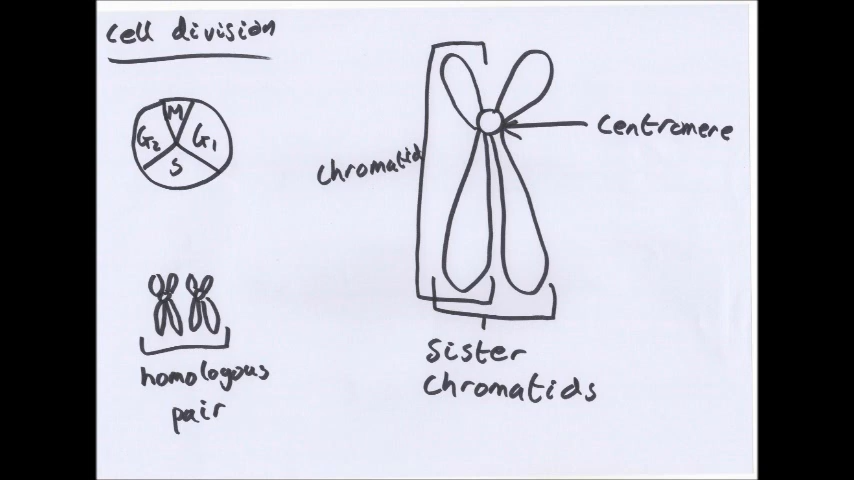 Cell division
M
G2
G1
S
Chromatid
Centromere
homologous
pair
Sister
Chromatids